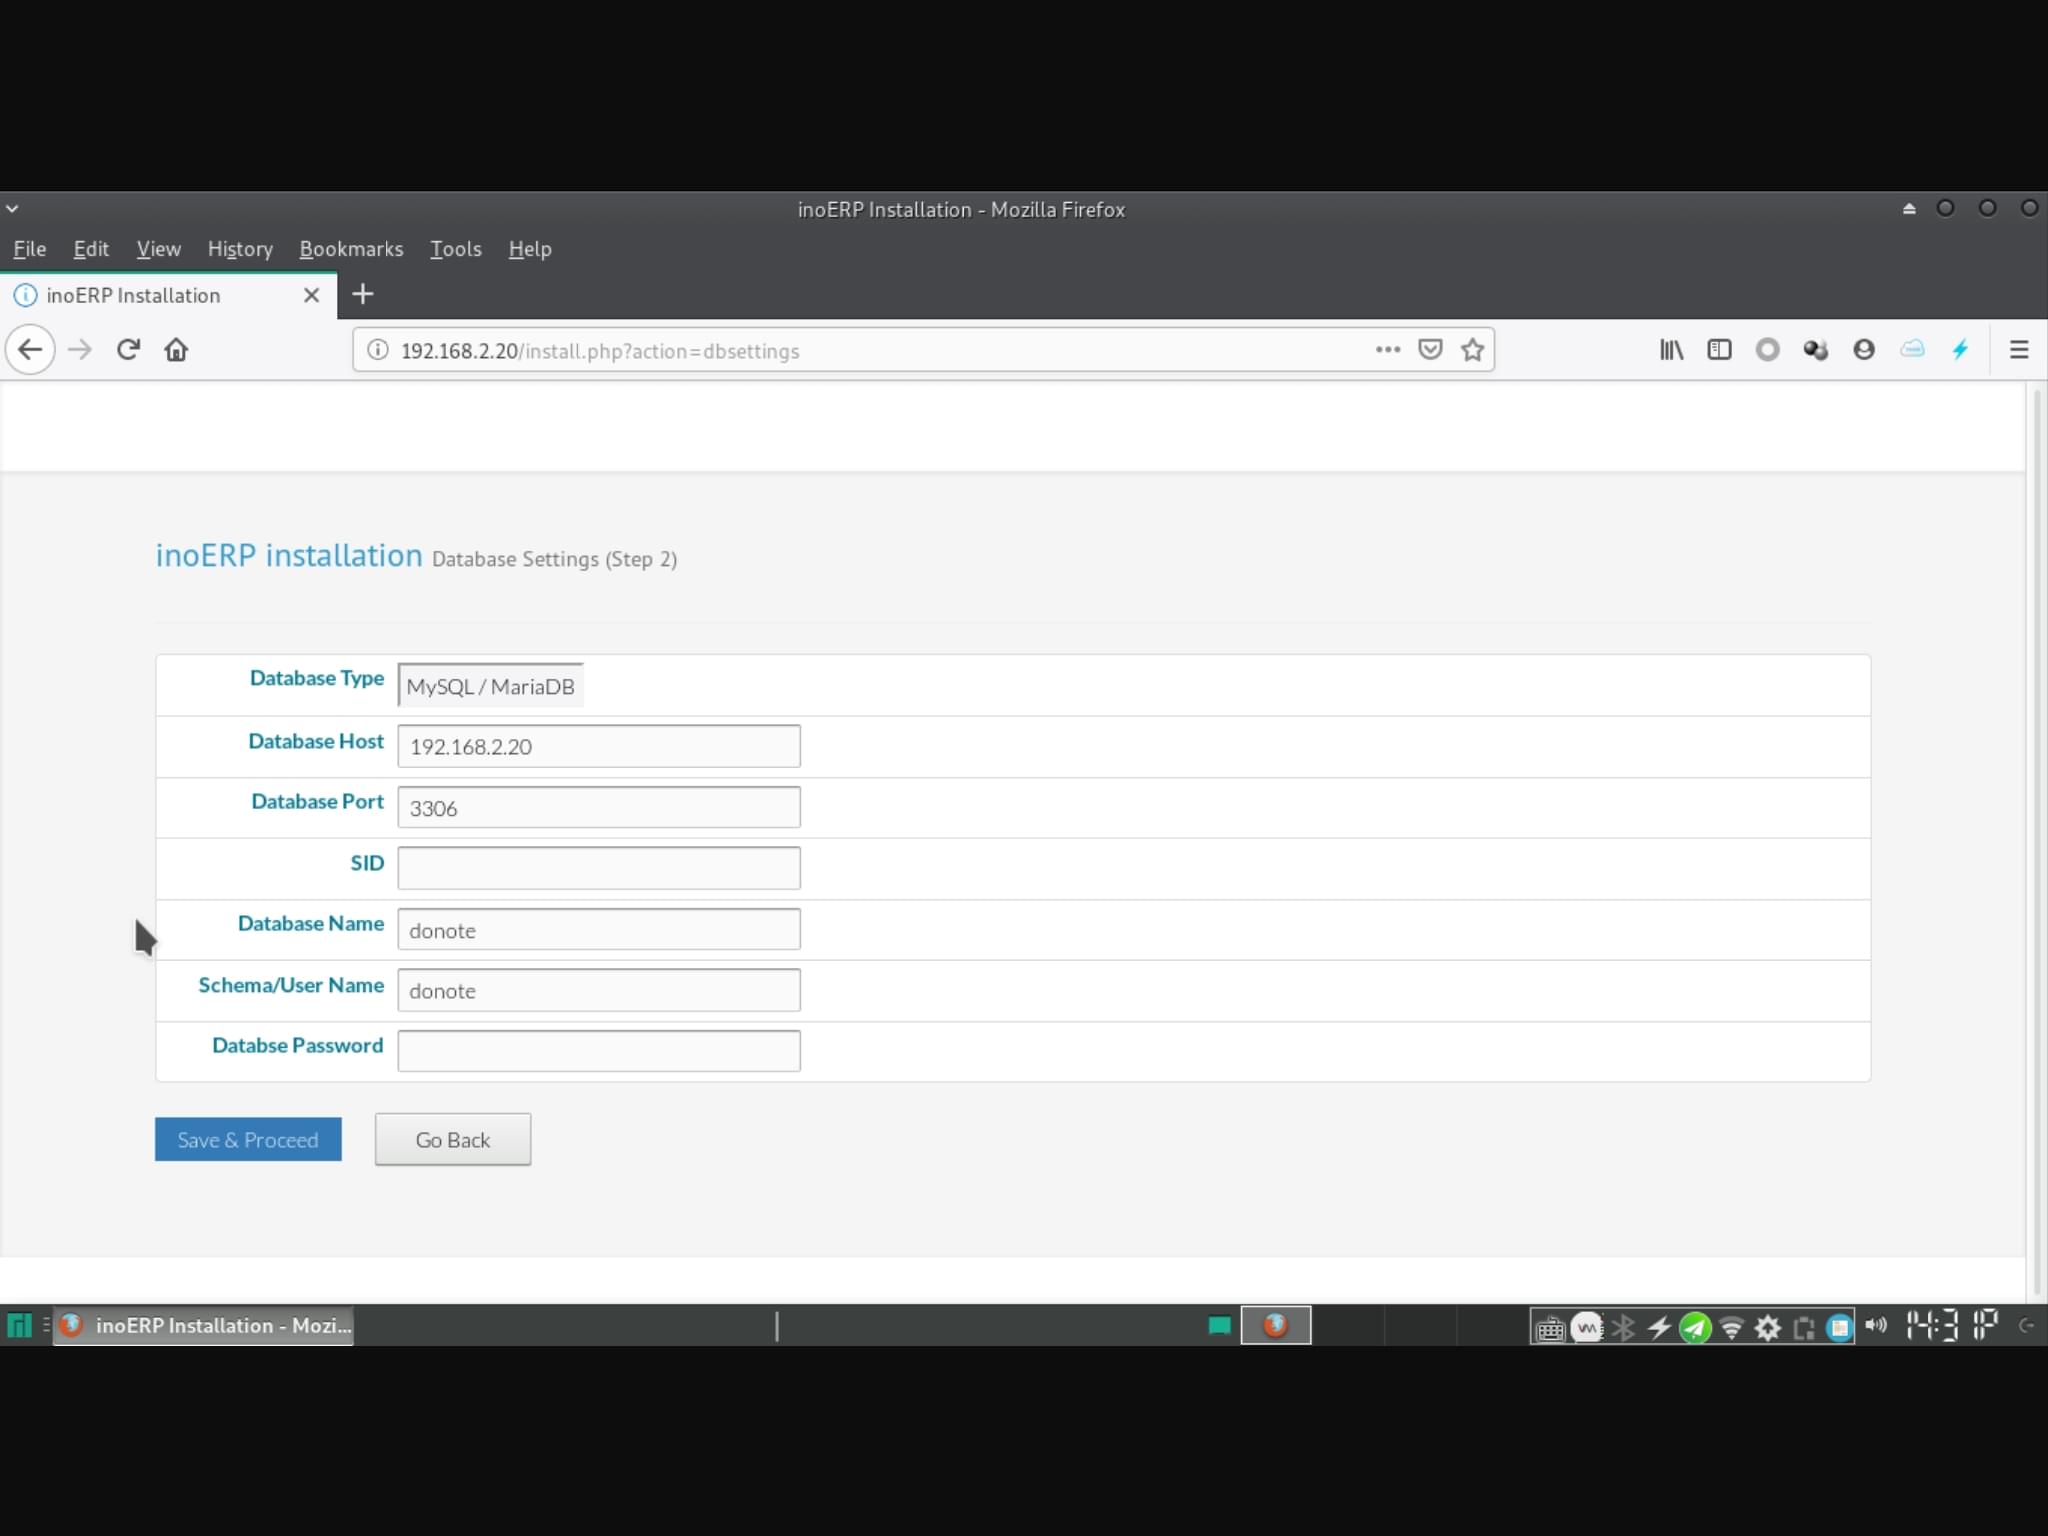 inoERP Installation - Mozilla Firefox
File Edit View History Bookmarks Tools Help
inoERP Installation
192.168.2.20/install.php?action=dbsettings
inoERP installation Database Settings (Step 2)
Database Type MySQL / MariaDB
Database Host 192.168.2.20
Database Port 3306
SID
Database Name donote
Schema/User Name donote
Databse Password
Save & Proceed Go Back
inoERP Installation - Mozi...